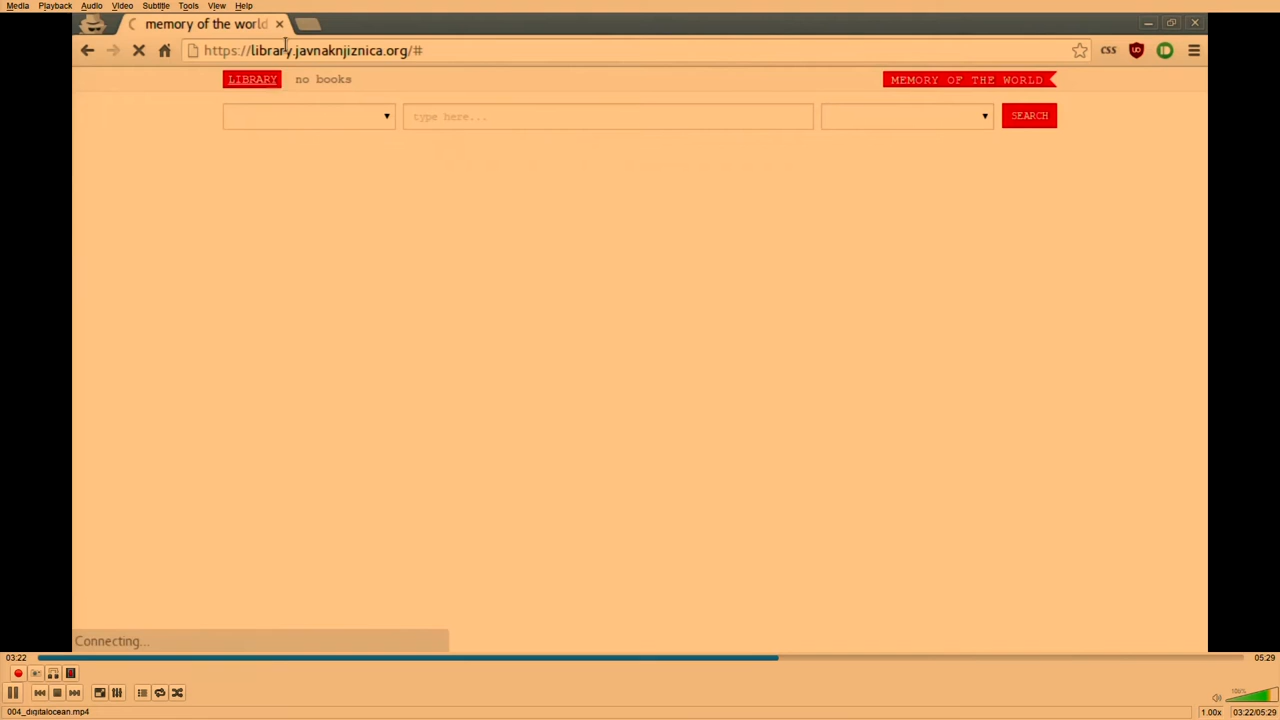 Media Playback Audio Video Subtitle Tools View Help
memory of the world
https://library.javnaknjiznica.org/#
CSS
LIBRARY no books MEMORY OF THE WORLD
type here... SEARCH
Connecting...
03:22 05:29
100%
004_digitalocean.mp4 1.00x 03:22/05:29